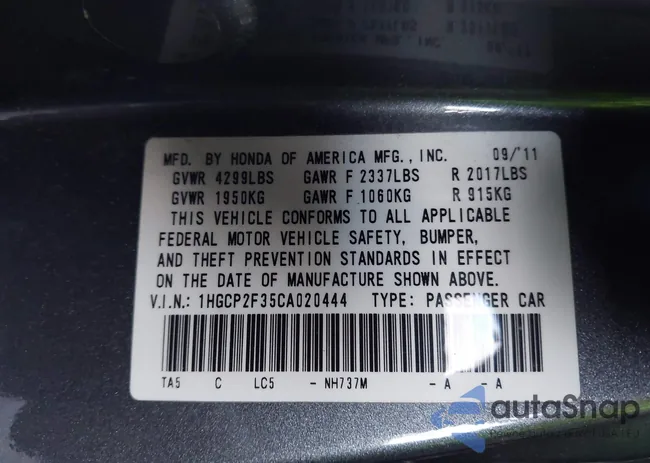 MFD. BY HONDA OF AMERICA MFG., INC. 09/'11
GVWR 4299LBS GAWR F 2337LBS R 2017LBS
GVWR 1950KG GAWR F 1060KG R 915KG
THIS VEHICLE CONFORMS TO ALL APPLICABLE
FEDERAL MOTOR VEHICLE SAFETY, BUMPER,
AND THEFT PREVENTION STANDARDS IN EFFECT
ON THE DATE OF MANUFACTURE SHOWN ABOVE.
V.I.N.: 1HGCP2F35CA020444 TYPE: PASSENGER CAR
TA5 C LC5 - NH737M - A - A
autoSnap